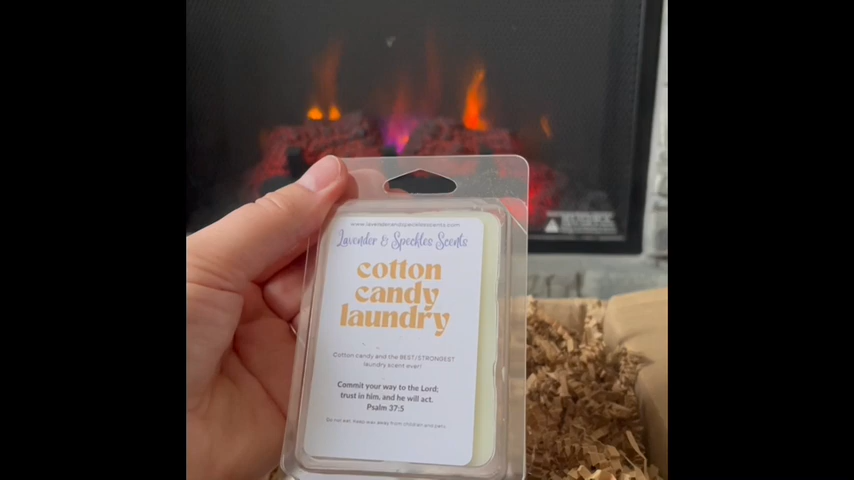 www.lavenderandspecklesscents.com
Lavender & Speckles Scents
cotton
candy
laundry
Cotton candy and the BEST/STRONGEST
laundry scent ever!
Commit your way to the Lord;
trust in him, and he will act.
Psalm 37:5
Do not eat. Keep wax away from children and pets.